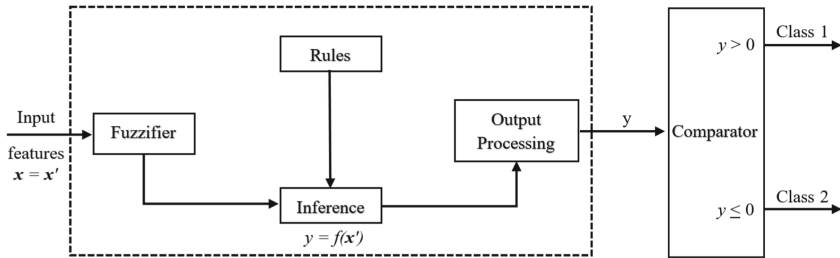 Input
features
x = x′
Fuzzifier
Rules
Inference
y = f(x′)
Output
Processing
y
Comparator
y > 0
y ≤ 0
Class 1
Class 2